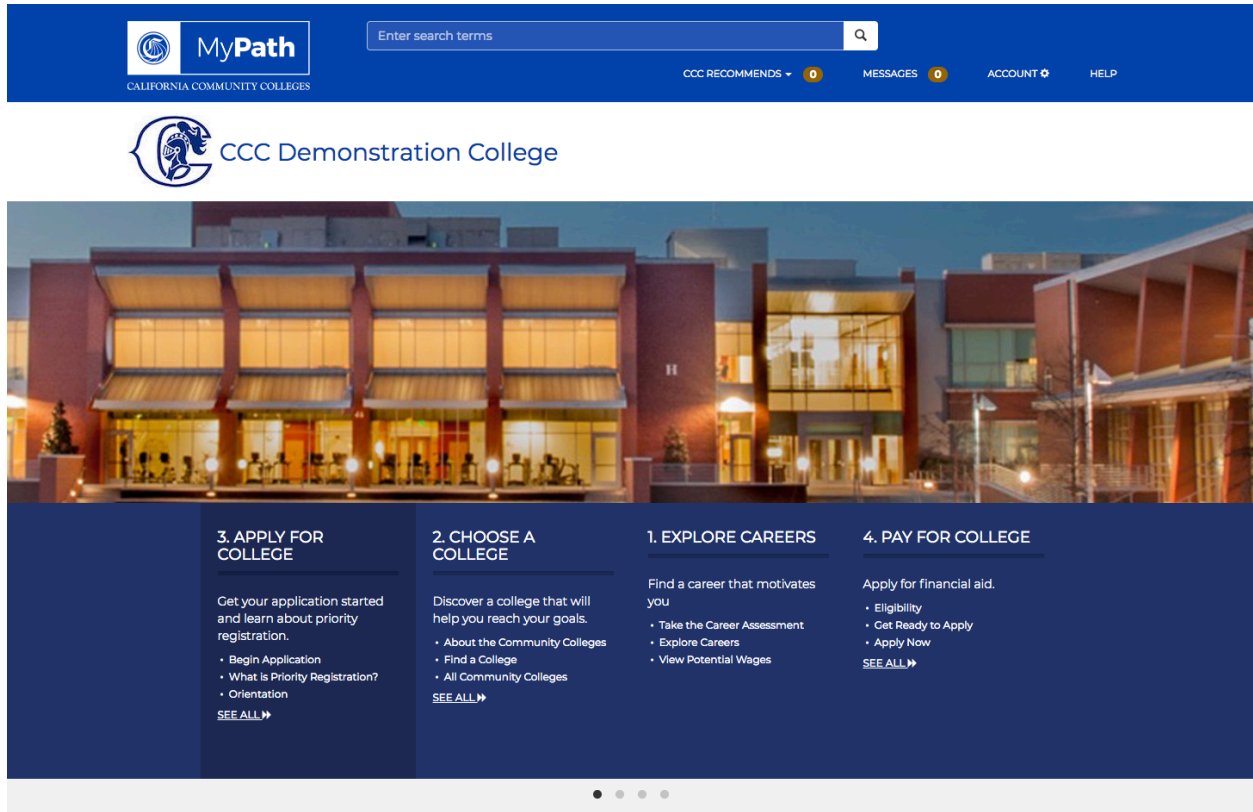 MyPath
CALIFORNIA COMMUNITY COLLEGES
Enter search terms
CCC RECOMMENDS 0
MESSAGES 0
ACCOUNT
HELP
CCC Demonstration College
H
3. APPLY FOR
COLLEGE
Get your application started
and learn about priority
registration.
• Begin Application
• What is Priority Registration?
• Orientation
SEE ALL
2. CHOOSE A
COLLEGE
Discover a college that will
help you reach your goals.
• About the Community Colleges
• Find a College
• All Community Colleges
SEE ALL
1. EXPLORE CAREERS
Find a career that motivates
you
• Take the Career Assessment
• Explore Careers
• View Potential Wages
4. PAY FOR COLLEGE
Apply for financial aid.
• Eligibility
• Get Ready to Apply
• Apply Now
SEE ALL